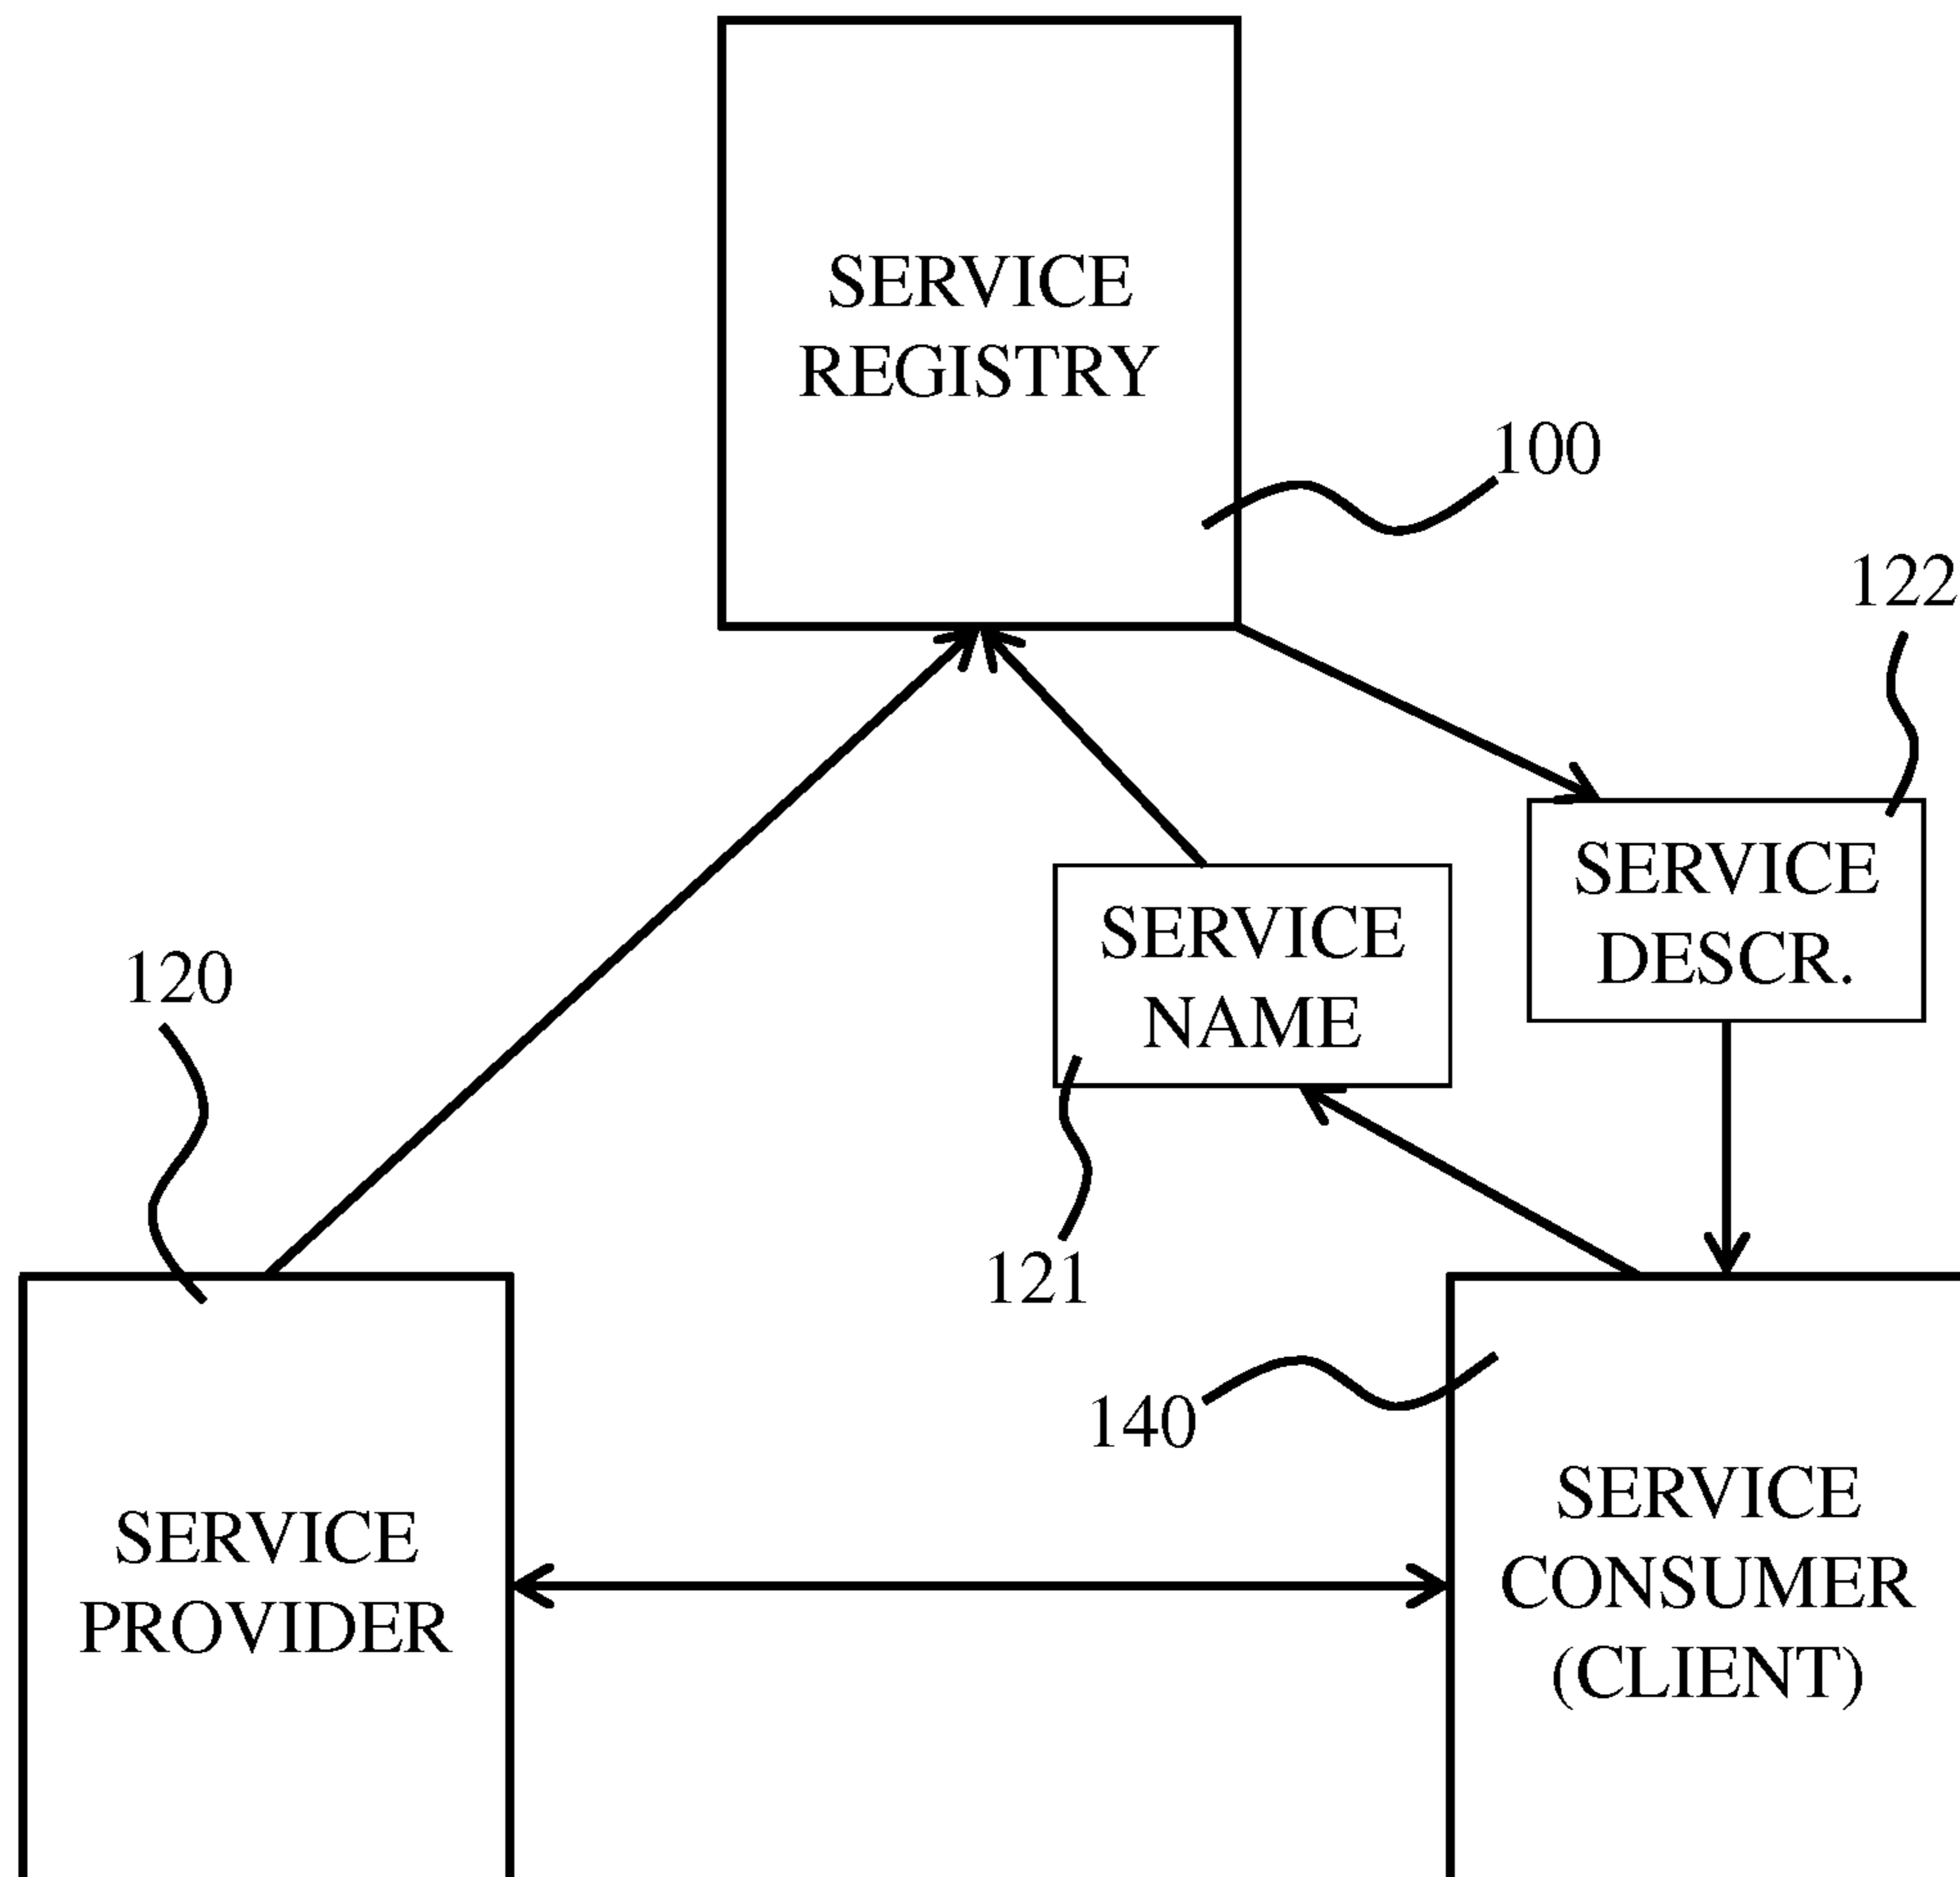 SERVICE
REGISTRY
100
122
SERVICE
DESCR.
SERVICE
NAME
120
121
140
SERVICE
PROVIDER
SERVICE
CONSUMER
(CLIENT)